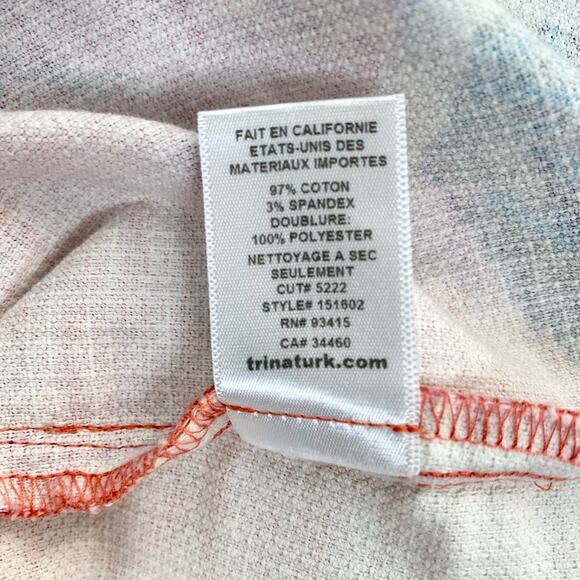 FAIT EN CALIFORNIE
ETATS-UNIS DES
MATERIAUX IMPORTES
97% COTON
3% SPANDEX
DOUBLURE:
100% POLYESTER
NETTOYAGE A SEC
SEULEMENT
CUT# 5222
STYLE# 151602
RN# 93415
CA# 34460
trinaturk.com